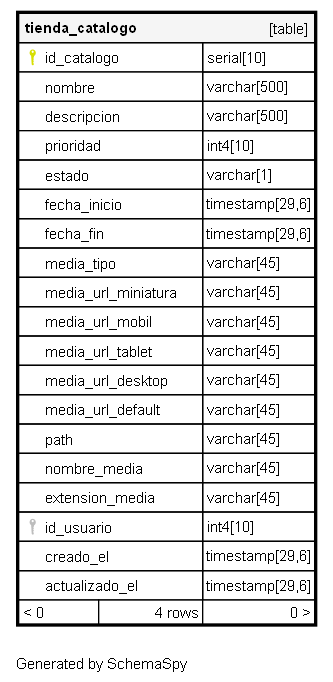 tienda_catalogo [table]
id_catalogo serial[10]
nombre varchar[500]
descripcion varchar[500]
prioridad int4[10]
estado varchar[1]
fecha_inicio timestamp[29,6]
fecha_fin timestamp[29,6]
media_tipo varchar[45]
media_url_miniatura varchar[45]
media_url_mobil varchar[45]
media_url_tablet varchar[45]
media_url_desktop varchar[45]
media_url_default varchar[45]
path varchar[45]
nombre_media varchar[45]
extension_media varchar[45]
id_usuario int4[10]
creado_el timestamp[29,6]
actualizado_el timestamp[29,6]
< 0 4 rows 0 >
Generated by SchemaSpy